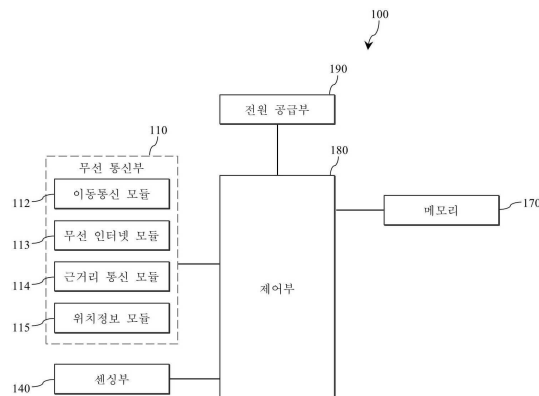 100
190
전원 공급부
110
180
무선 통신부
112
이동통신 모듈
메모리
170
113
무선 인터넷 모듈
114
근거리 통신 모듈
제어부
115
위치정보 모듈
140
센싱부